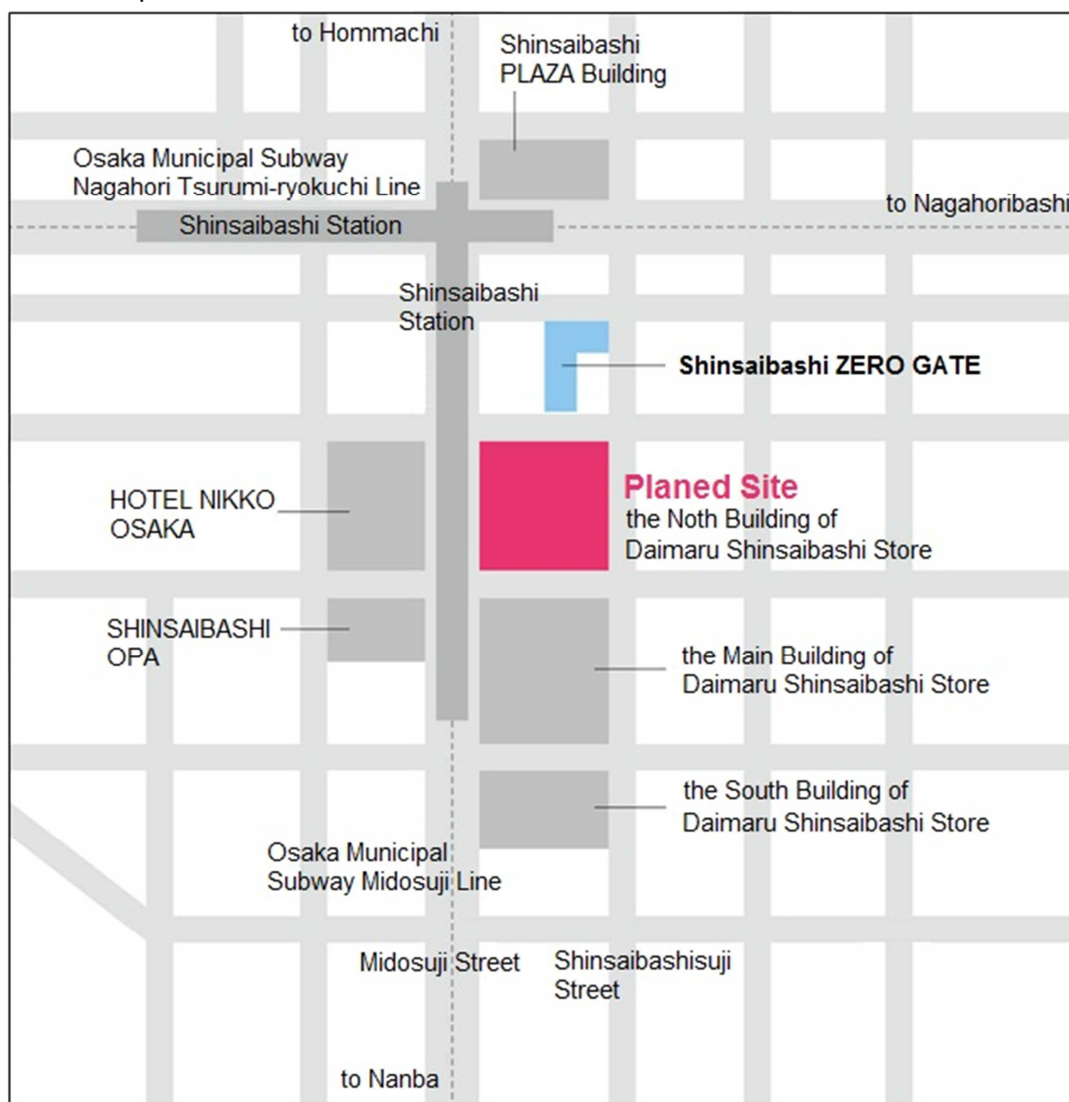 to Hommachi
Shinsaibashi
PLAZA Building
Osaka Municipal Subway
Nagahori Tsurumi-ryokuchi Line
to Nagahoribashi
Shinsaibashi Station
Shinsaibashi
Station
Shinsaibashi ZERO GATE
Planed Site
the Noth Building of
Daimaru Shinsaibashi Store
HOTEL NIKKO
OSAKA
SHINSAIBASHI
OPA
the Main Building of
Daimaru Shinsaibashi Store
the South Building of
Daimaru Shinsaibashi Store
Osaka Municipal
Subway Midosuji Line
Midosuji Street
Shinsaibashisuji
Street
to Nanba